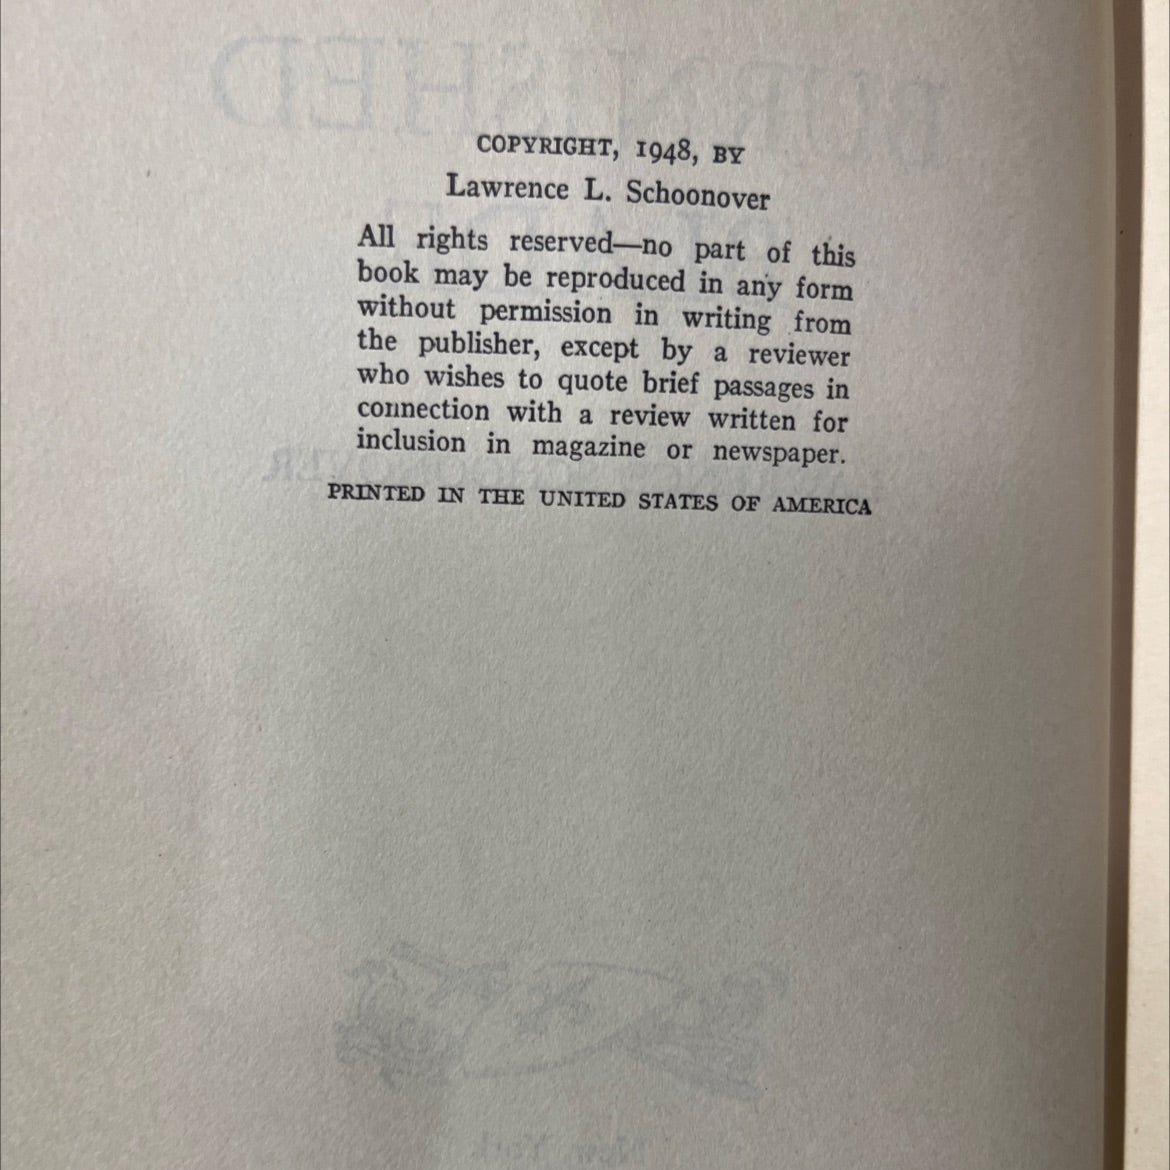 COPYRIGHT, 1948, BY
Lawrence L. Schoonover
All rights reserved—no part of this
book may be reproduced in any form
without permission in writing from
the publisher, except by a reviewer
who wishes to quote brief passages in
connection with a review written for
inclusion in magazine or newspaper.
PRINTED IN THE UNITED STATES OF AMERICA